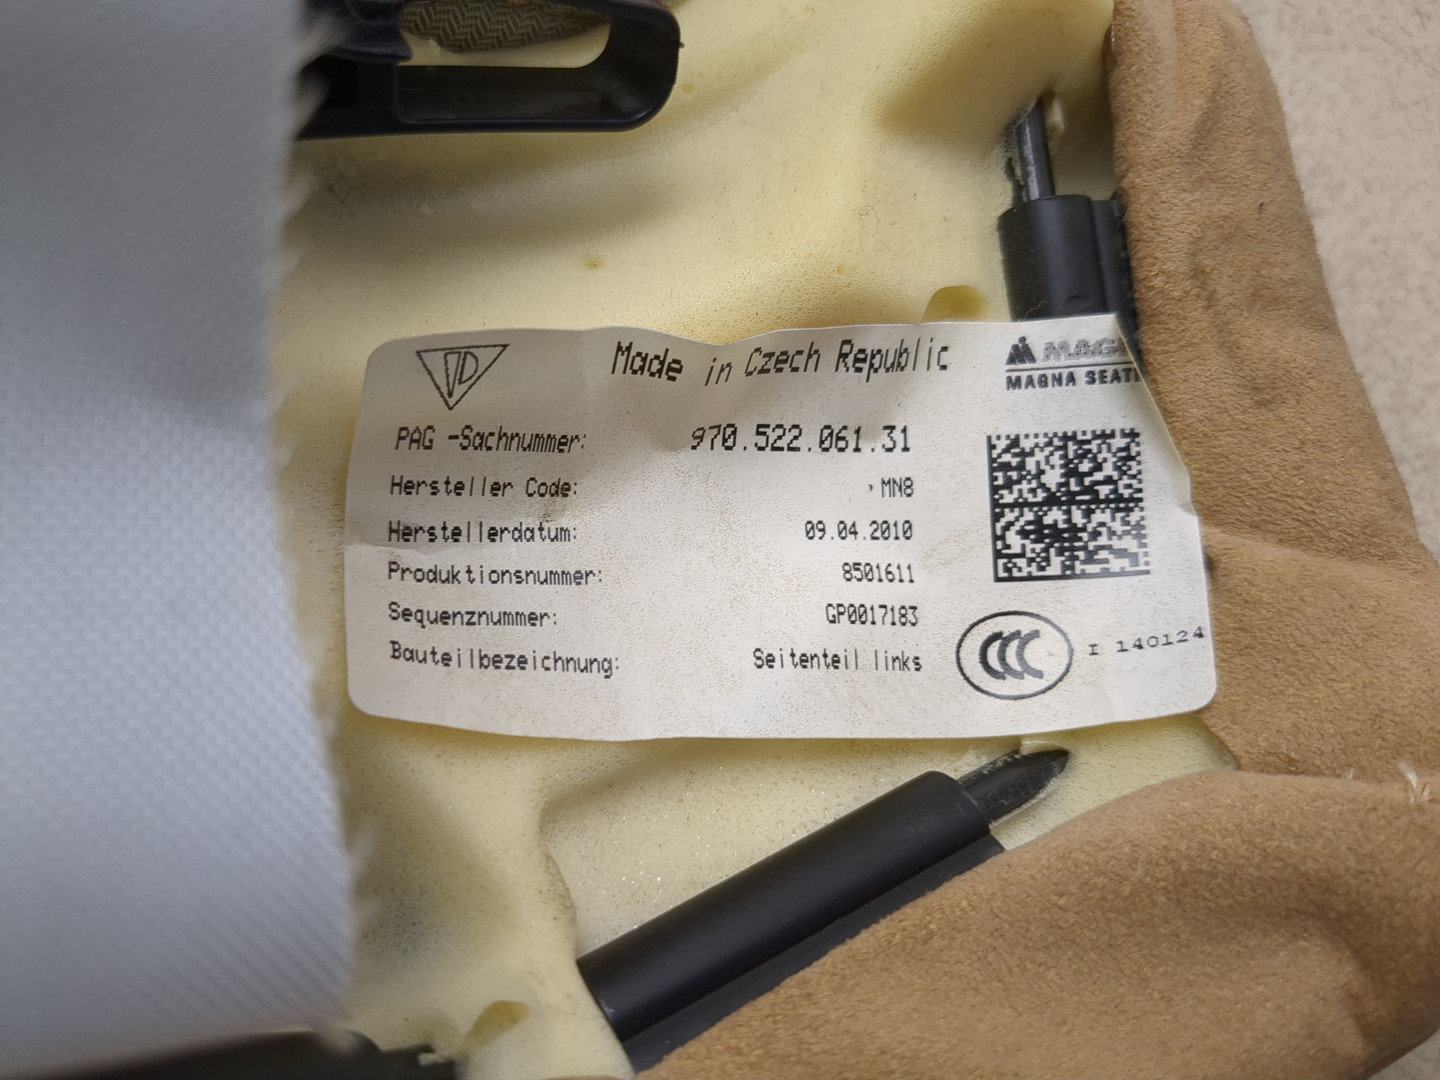 Made in Czech Republic
MAGNA SEATI
PAG -Sachnummer: 970.522.061.31
Hersteller Code: MN8
Herstellerdatum: 09.04.2010
Produktionsnummer: 8501611
Sequenznummer: GP0017183
Bauteilbezeichnung: Seitenteil links
CCC I 140124